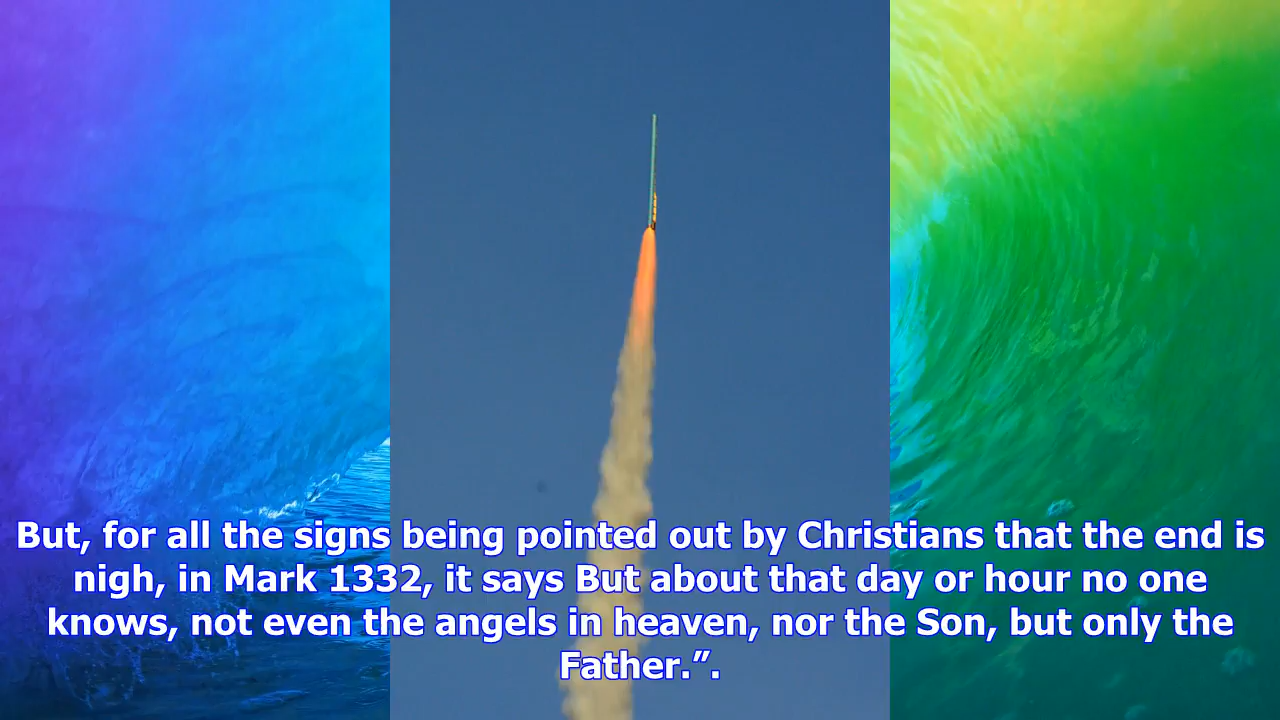 But, for all the signs being pointed out by Christians that the end is
nigh, in Mark 1332, it says But about that day or hour no one
knows, not even the angels in heaven, nor the Son, but only the
Father.”.